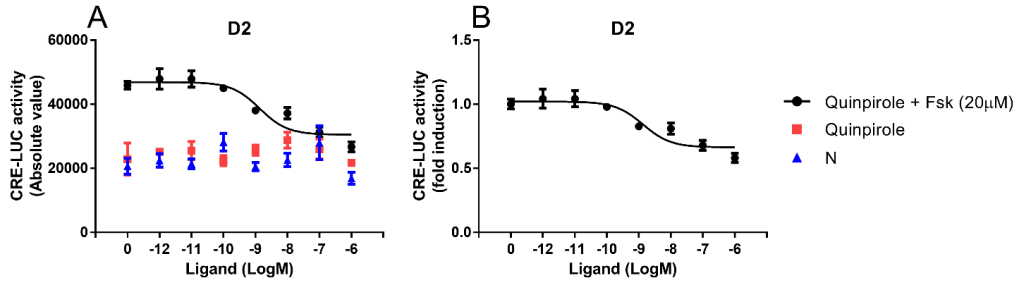 A
D2
CRE-LUC activity
(Absolute value)
60000
40000
20000
0
0 -12 -11 -10 -9 -8 -7 -6
Ligand (LogM)
B
D2
CRE-LUC activity
(fold induction)
1.5
1.0
0.5
0.0
0 -12 -11 -10 -9 -8 -7 -6
Ligand (LogM)
Quinpirole + Fsk (20μM)
Quinpirole
N